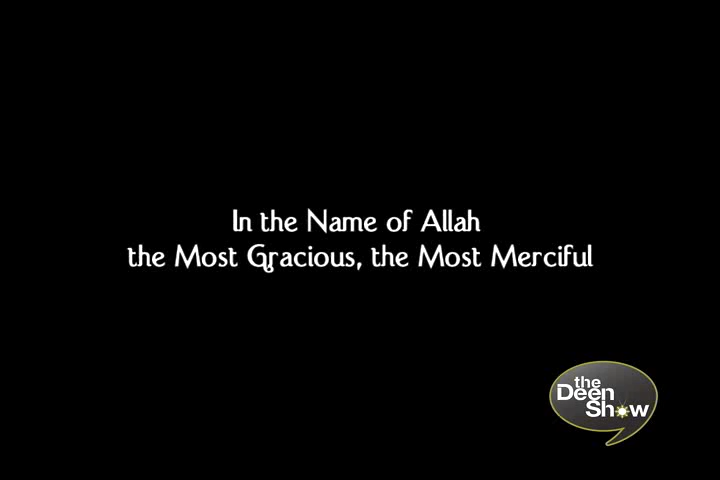 In the Name of Allah
the Most Gracious, the Most Merciful
the
Deen
Show